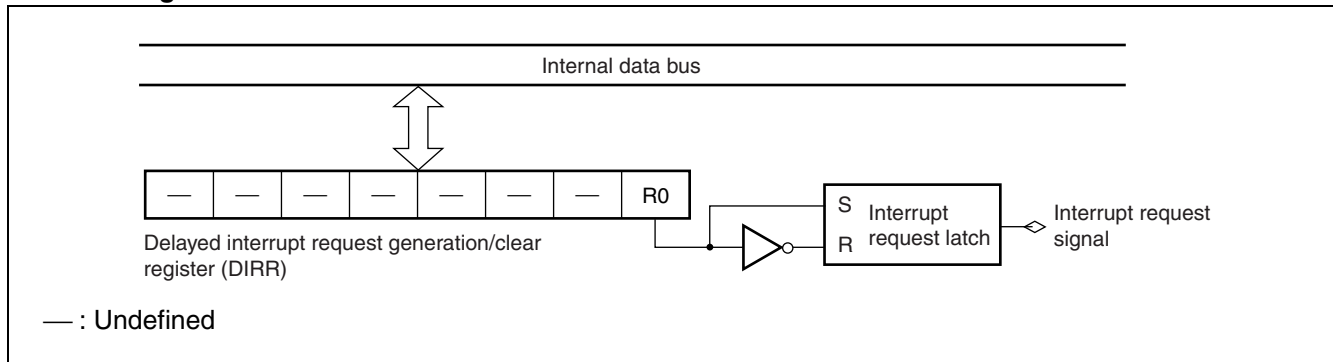 Internal data bus
— — — — — — — R0
Delayed interrupt request generation/clear
register (DIRR)
S
R
Interrupt
request latch
Interrupt request
signal
— : Undefined